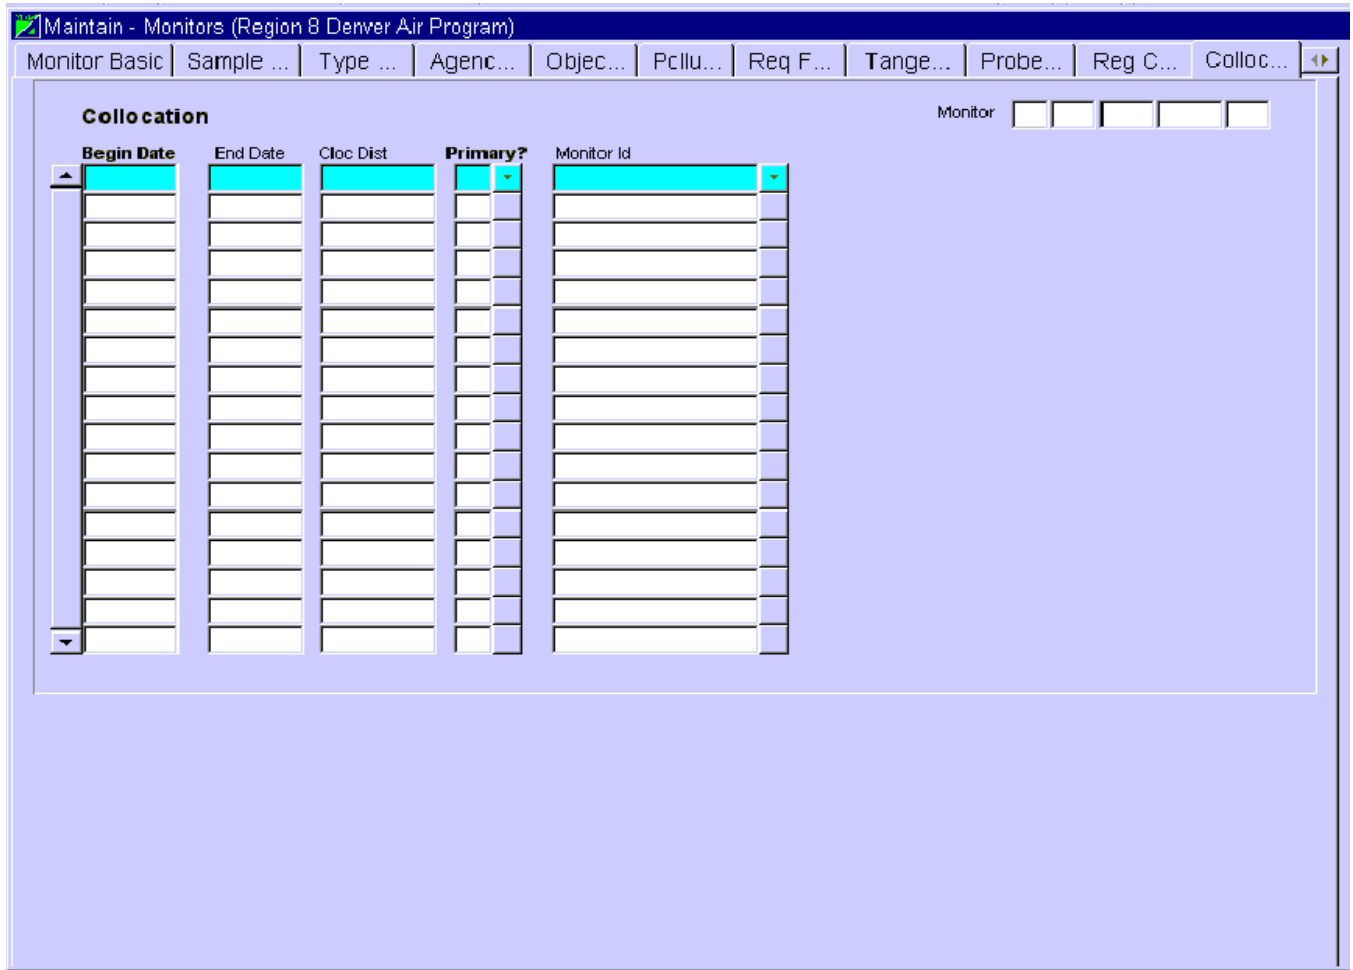 Maintain - Monitors (Region 8 Denver Air Program)
Monitor Basic Sample ... Type ... Agenc... Objec... Pollu... Req F... Tange... Probe... Reg C... Colloc...
Collocation
Monitor
Begin Date End Date Cloc Dist Primary? Monitor Id